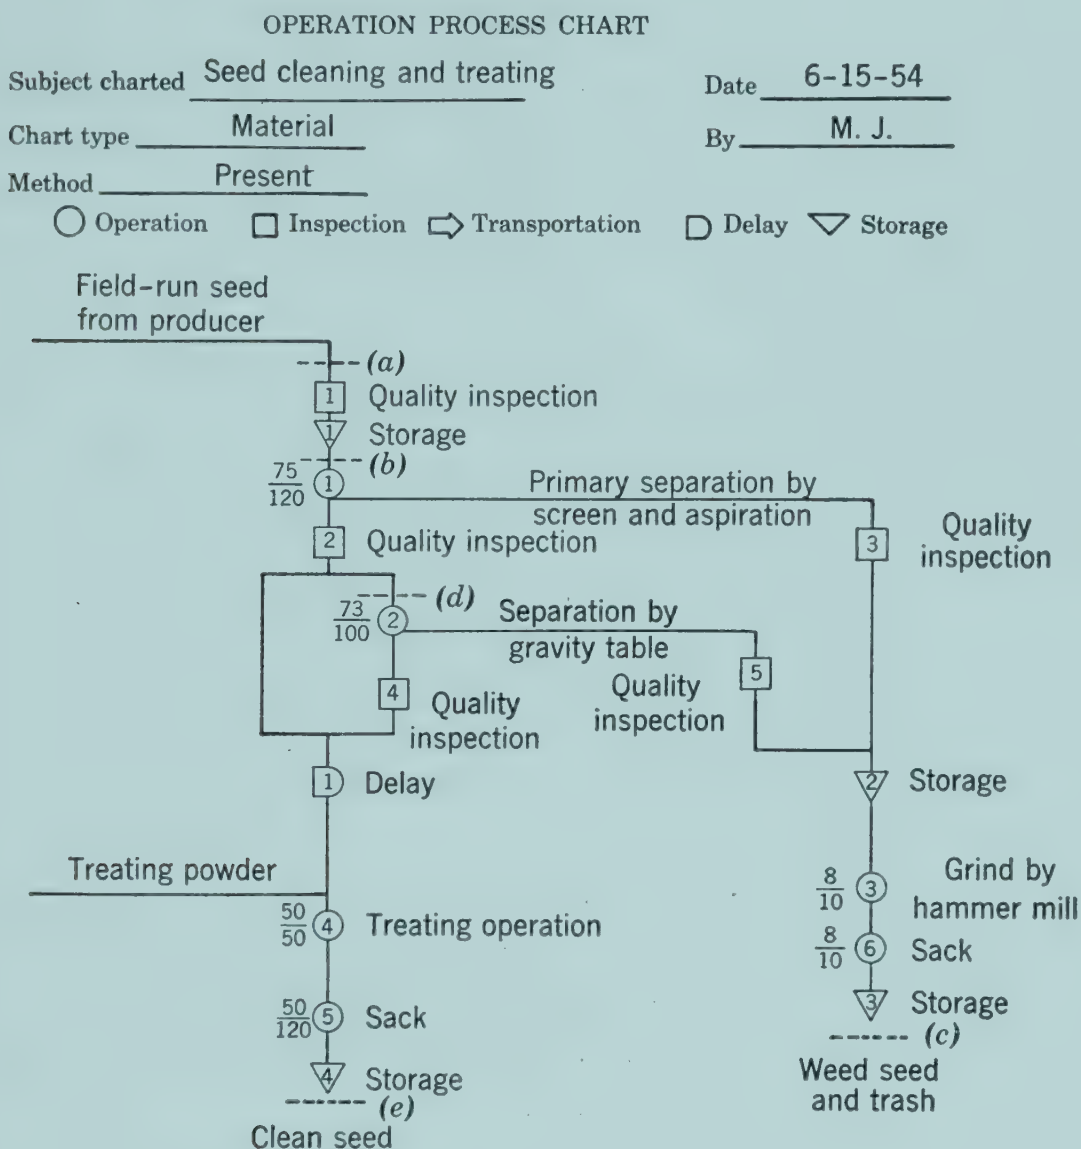 OPERATION PROCESS CHART
Subject charted Seed cleaning and treating
Date 6-15-54
Chart type Material
By M. J.
Method Present
Operation Inspection Transportation Delay Storage
Field-run seed
from producer
(a)
1 Quality inspection
1 Storage
(b)
75/120 1
Primary separation by
screen and aspiration
2 Quality inspection
3 Quality
inspection
(d)
73/100 2
Separation by
gravity table
4 Quality
inspection
5
Quality
inspection
1 Delay
2 Storage
Treating powder
8/10 3 Grind by
hammer mill
50/50 4 Treating operation
8/10 6 Sack
50/120 5 Sack
3 Storage
(c)
Weed seed
and trash
4 Storage
(e)
Clean seed